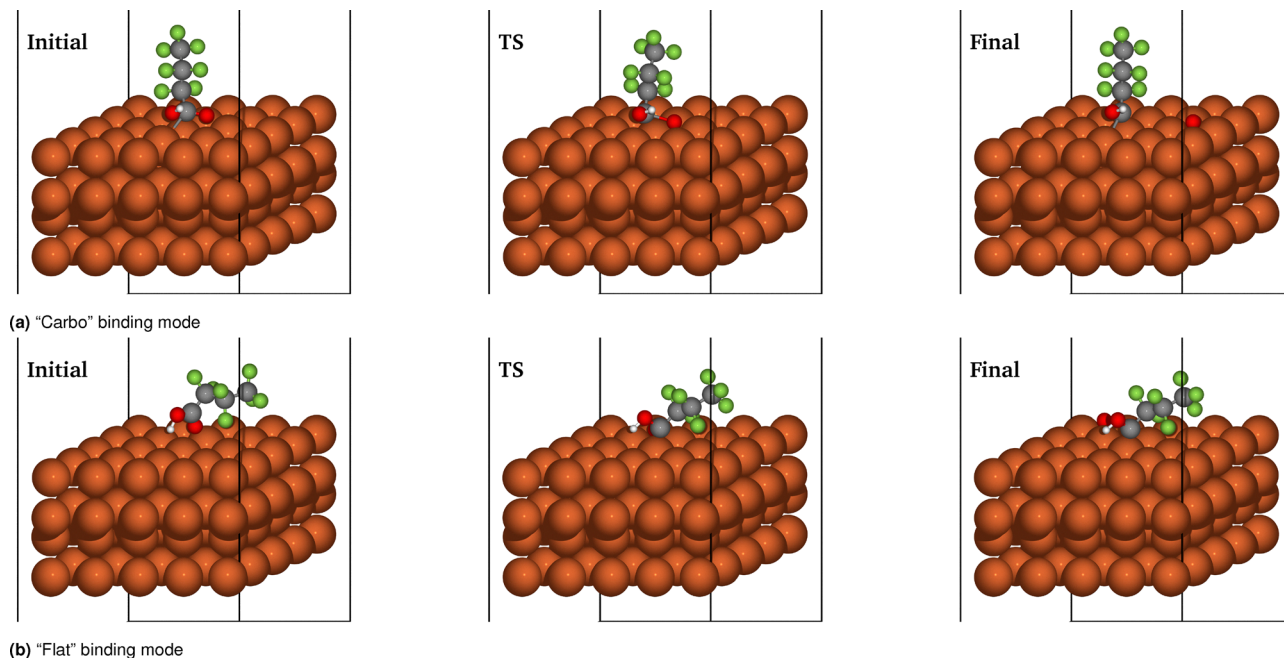 Initial
TS
Final
(a) “Carbo” binding mode
Initial
TS
Final
(b) “Flat” binding mode